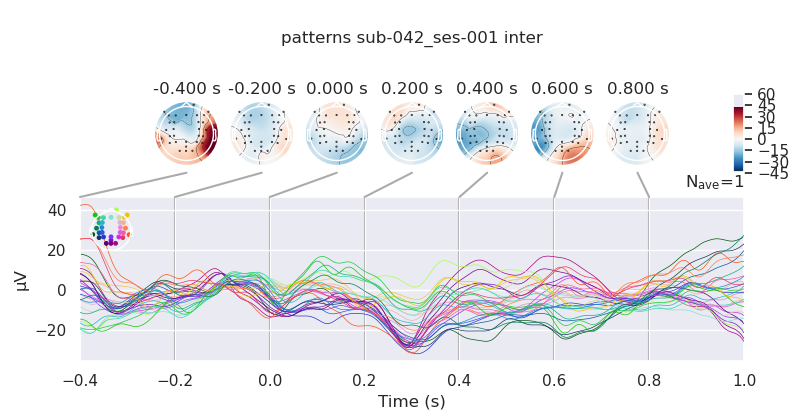 patterns sub-042_ses-001 inter
-0.400 s -0.200 s 0.000 s 0.200 s 0.400 s 0.600 s 0.800 s
60
45
30
15
0
−15
−30
−45
Nave=1
40
20
0
−20
µV
−0.4 −0.2 0.0 0.2 0.4 0.6 0.8 1.0
Time (s)